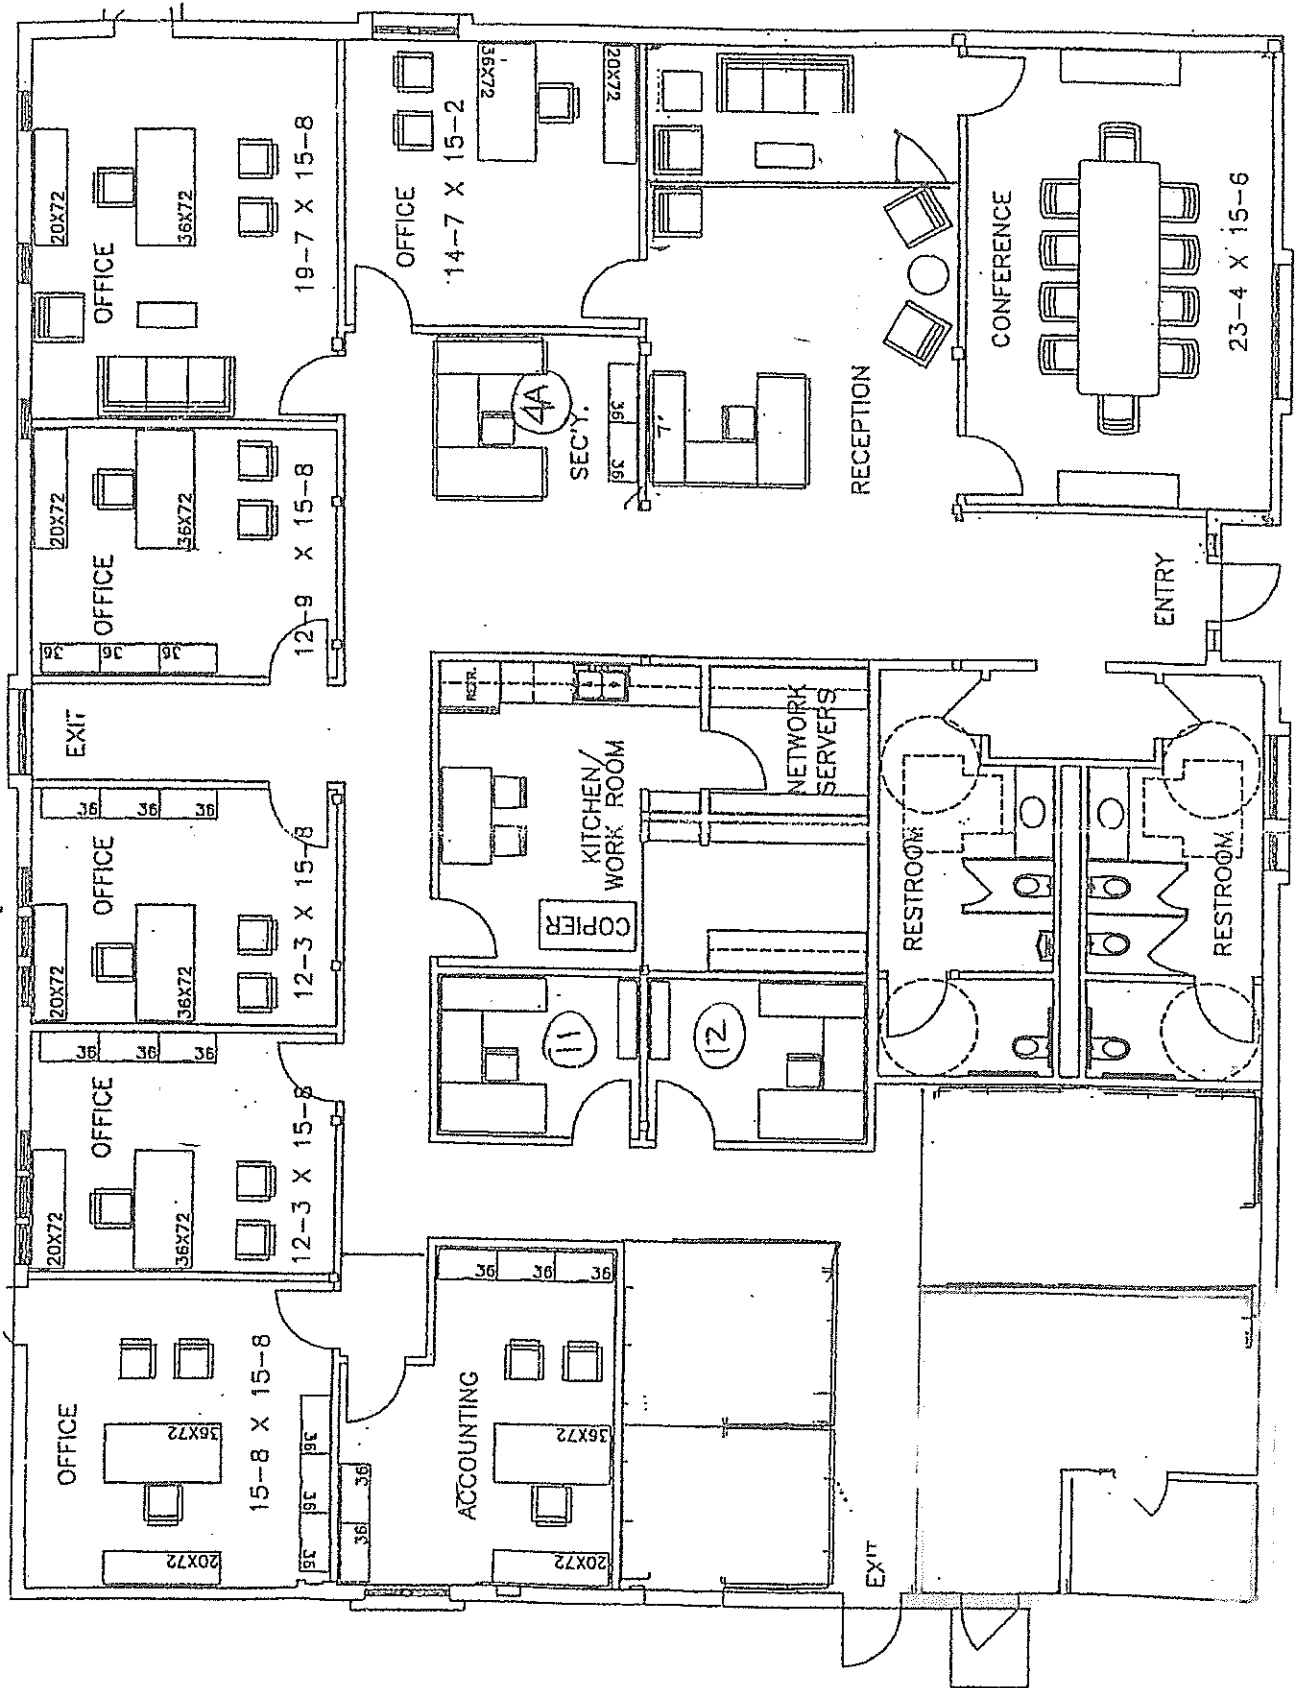 OFFICE
15-8 X 15-8
36X72
20X72
36
36
36
OFFICE
12-3 X 15-8
20X72
36X72
36
36
36
OFFICE
12-3 X 15-8
20X72
36X72
36
36
36
EXIT
OFFICE
12-9 X 15-8
20X72
36X72
36
36
36
OFFICE
19-7 X 15-8
20X72
36X72
ACCOUNTING
36X72
20X72
36
36
36
36
36
11
12
COPIER
KITCHEN/
WORK ROOM
REFR.
NETWORK
SERVERS
4A
SEC'Y.
36
36
OFFICE
14-7 X 15-2
36X72
20X72
7'
RECEPTION
EXIT
RESTROOM
RESTROOM
ENTRY
CONFERENCE
23-4 X 15-6